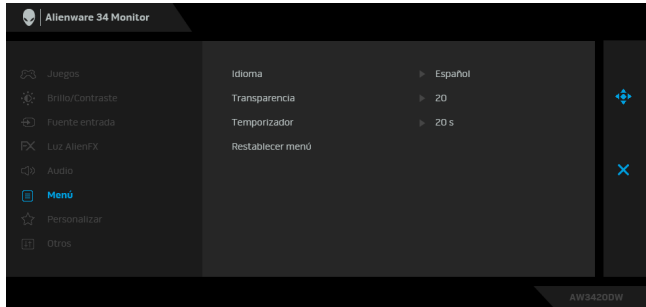 Alienware 34 Monitor
Juegos
Brillo/Contraste
Fuente entrada
Luz AlienFX
Audio
Menú
Personalizar
Otros
Idioma Español
Transparencia 20
Temporizador 20 s
Restablecer menú
AW3420DW